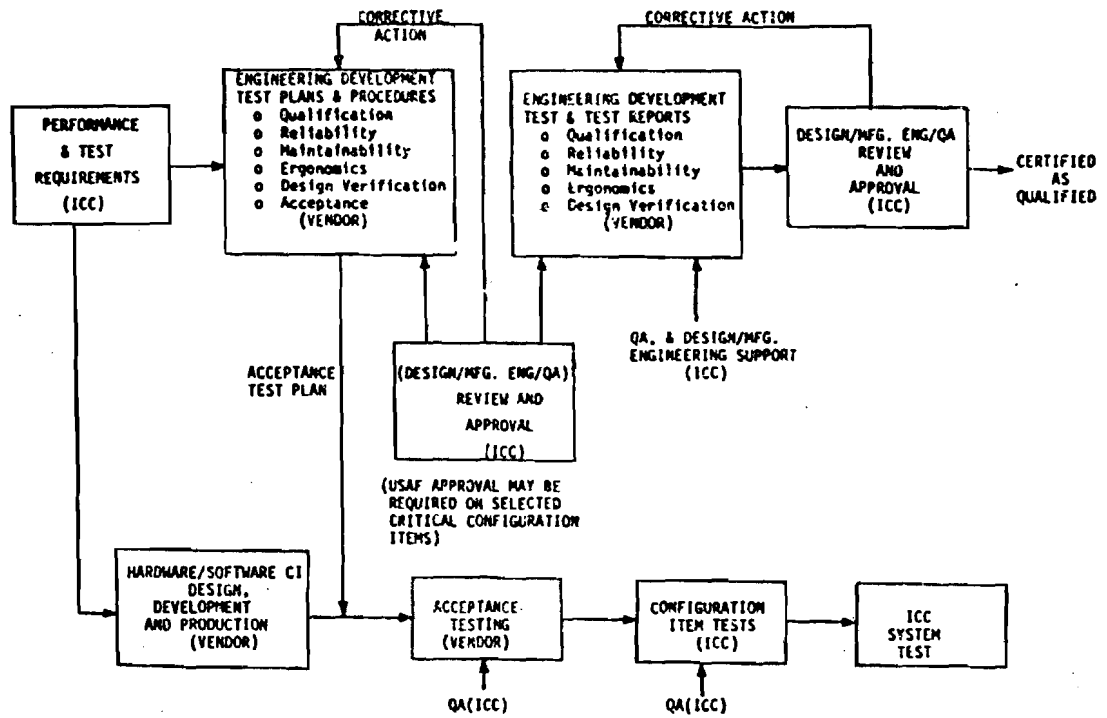 CORRECTIVE
ACTION
CORRECTIVE ACTION
PERFORMANCE
& TEST
REQUIREMENTS
(ICC)
ENGINEERING DEVELOPMENT
TEST PLANS & PROCEDURES
o Qualification
o Reliability
o Maintainability
o Ergonomics
o Design Verification
o Acceptance
(VENDOR)
ENGINEERING DEVELOPMENT
TEST & TEST REPORTS
o Qualification
o Reliability
o Maintainability
o Ergonomics
o Design Verification
(VENDOR)
DESIGN/MFG. ENG/QA
REVIEW
AND
APPROVAL
(ICC)
CERTIFIED
AS
QUALIFIED
ACCEPTANCE
TEST PLAN
(DESIGN/MFG. ENG/QA)
REVIEW AND
APPROVAL
(ICC)
QA, & DESIGN/MFG.
ENGINEERING SUPPORT
(ICC)
(USAF APPROVAL MAY BE
REQUIRED ON SELECTED
CRITICAL CONFIGURATION
ITEMS)
HARDWARE/SOFTWARE CI
DESIGN,
DEVELOPMENT
AND PRODUCTION
(VENDOR)
ACCEPTANCE
TESTING
(VENDOR)
CONFIGURATION
ITEM TESTS
(ICC)
ICC
SYSTEM
TEST
QA(ICC)
QA(ICC)